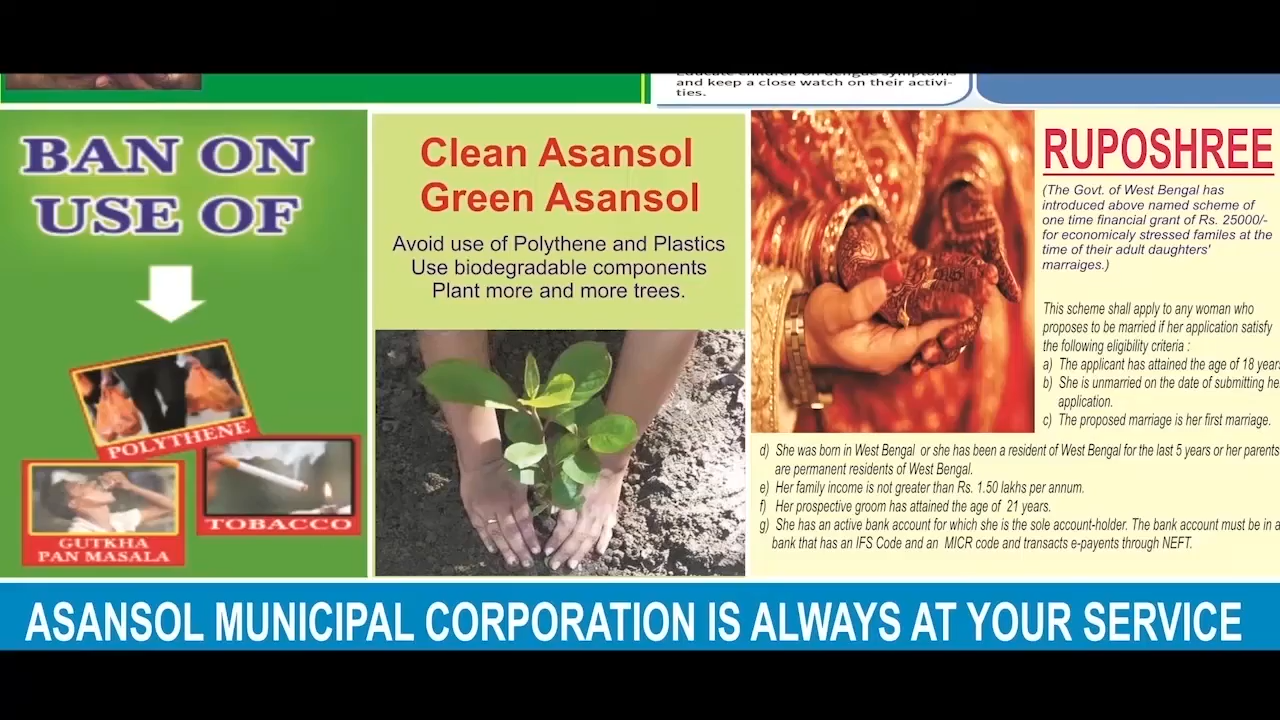 and keep a close watch on their activi-
ties.
BAN ON
USE OF
POLYTHENE
TOBACCO
GUTKHA
PAN MASALA
Clean Asansol
Green Asansol
Avoid use of Polythene and Plastics
Use biodegradable components
Plant more and more trees.
RUPOSHREE
(The Govt. of West Bengal has
introduced above named scheme of
one time financial grant of Rs. 25000/-
for economicaly stressed familes at the
time of their adult daughters'
marraiges.)
This scheme shall apply to any woman who
proposes to be married if her application satisfy
the following eligibility criteria :
a) The applicant has attained the age of 18 years
b) She is unmarried on the date of submitting he
application.
c) The proposed marriage is her first marriage.
d) She was born in West Bengal or she has been a resident of West Bengal for the last 5 years or her parents
are permanent residents of West Bengal.
e) Her family income is not greater than Rs. 1.50 lakhs per annum.
f) Her prospective groom has attained the age of 21 years.
g) She has an active bank account for which she is the sole account-holder. The bank account must be in a
bank that has an IFS Code and an MICR code and transacts e-payents through NEFT.
ASANSOL MUNICIPAL CORPORATION IS ALWAYS AT YOUR SERVICE